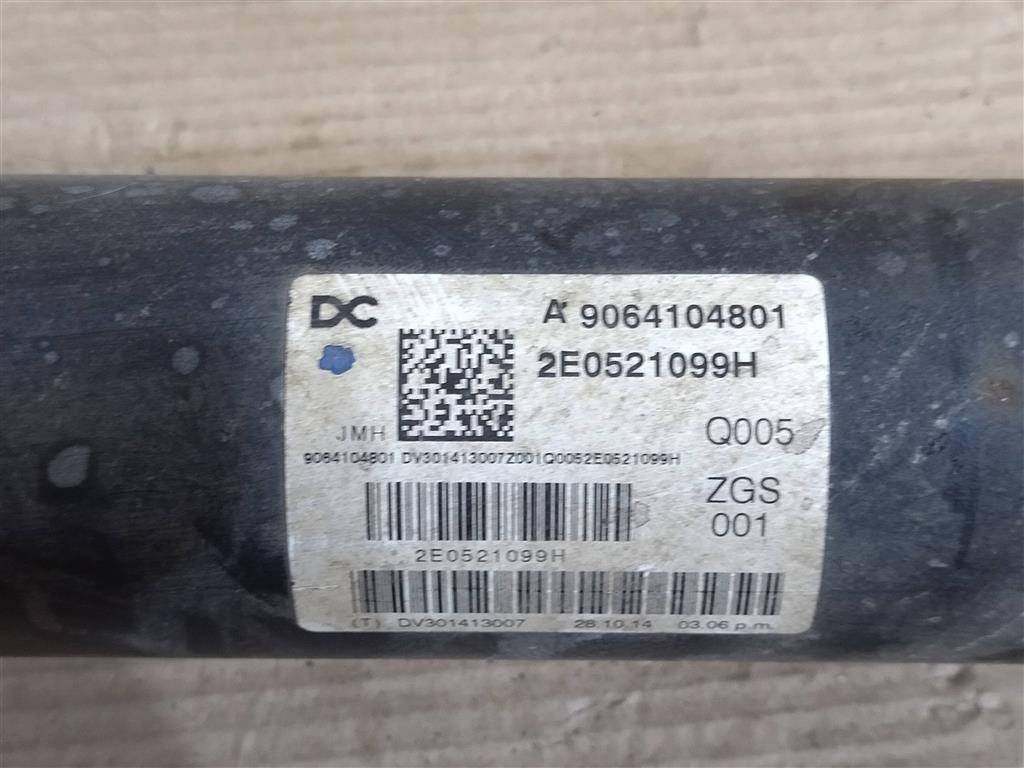 DC
A 9064104801
2E0521099H
JMH
Q005
9064104801 DV301413007Z001Q0052E0521099H
ZGS
001
2E0521099H
(T) DV301413007 28.10.14 03.06 p.m.